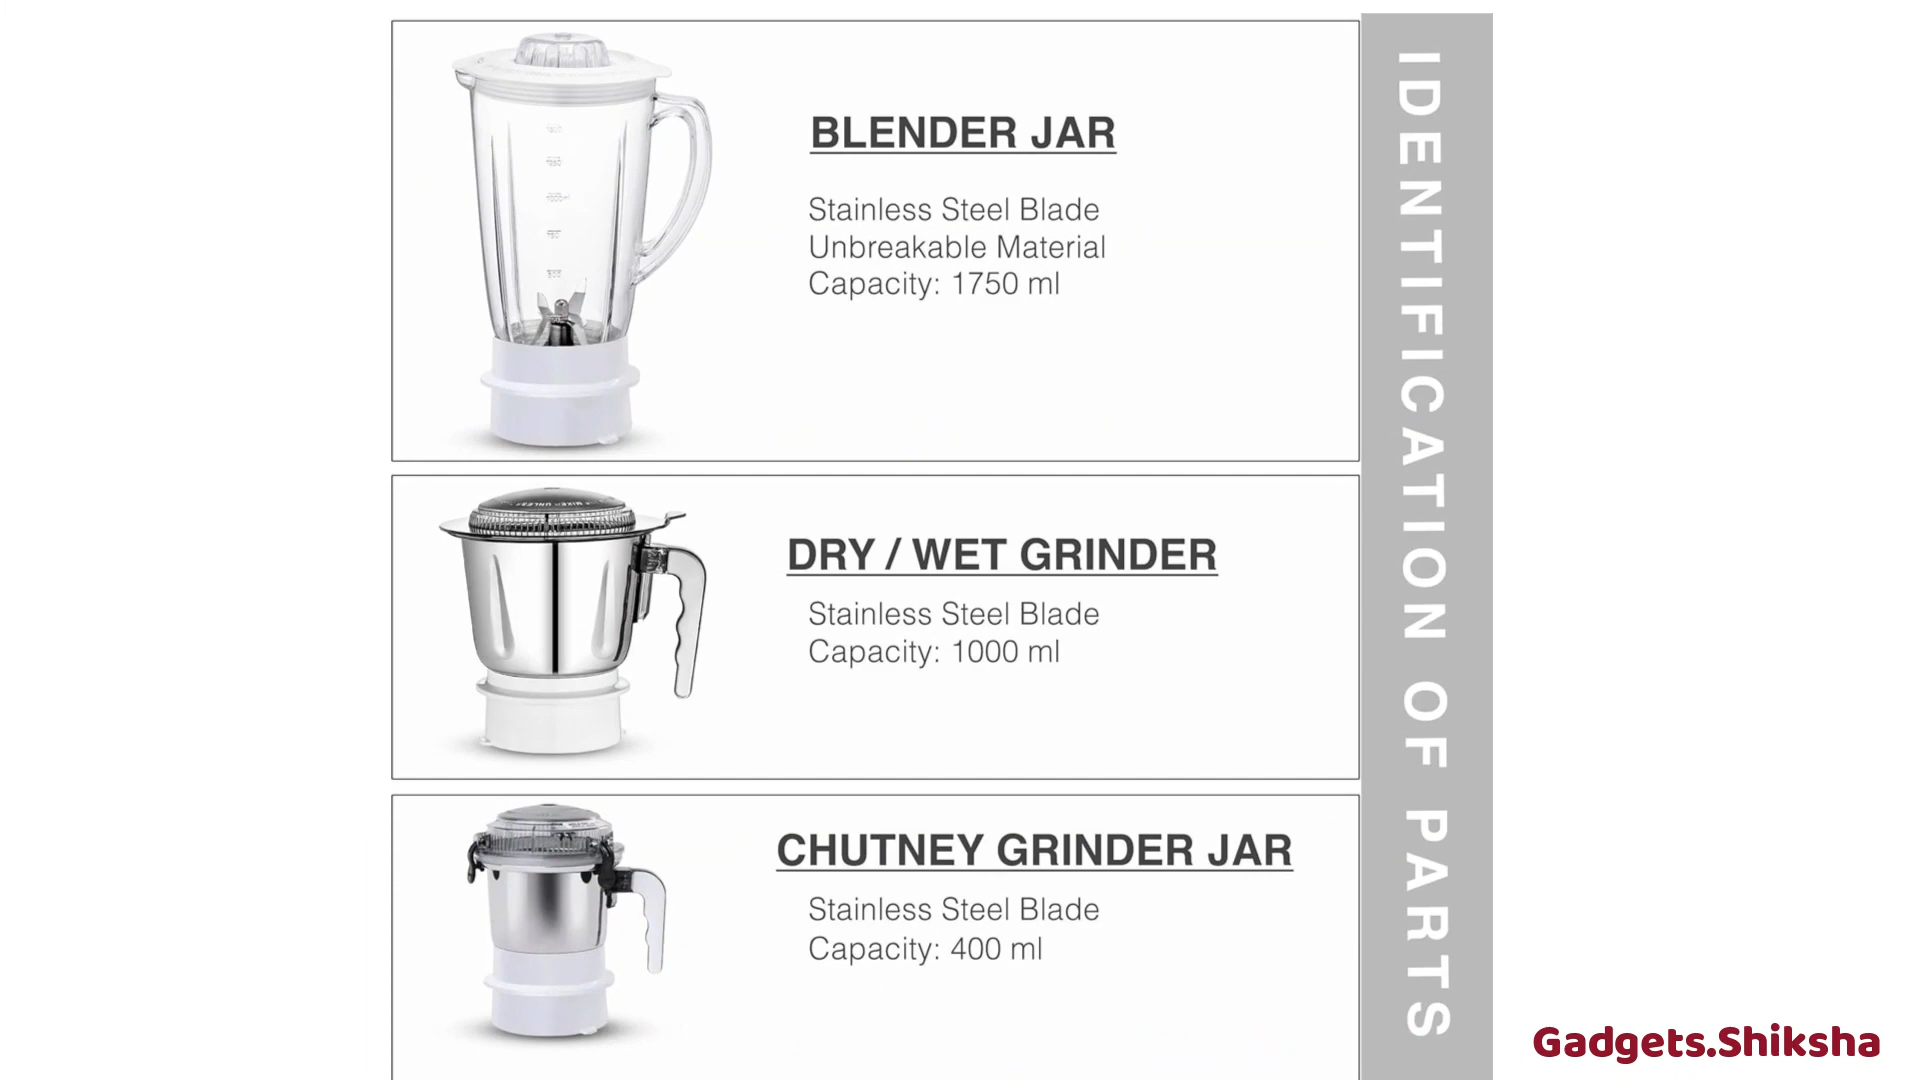 BLENDER JAR
Stainless Steel Blade
Unbreakable Material
Capacity: 1750 ml
DRY / WET GRINDER
Stainless Steel Blade
Capacity: 1000 ml
CHUTNEY GRINDER JAR
Stainless Steel Blade
Capacity: 400 ml
IDENTIFICATION OF PARTS
Gadgets.Shiksha